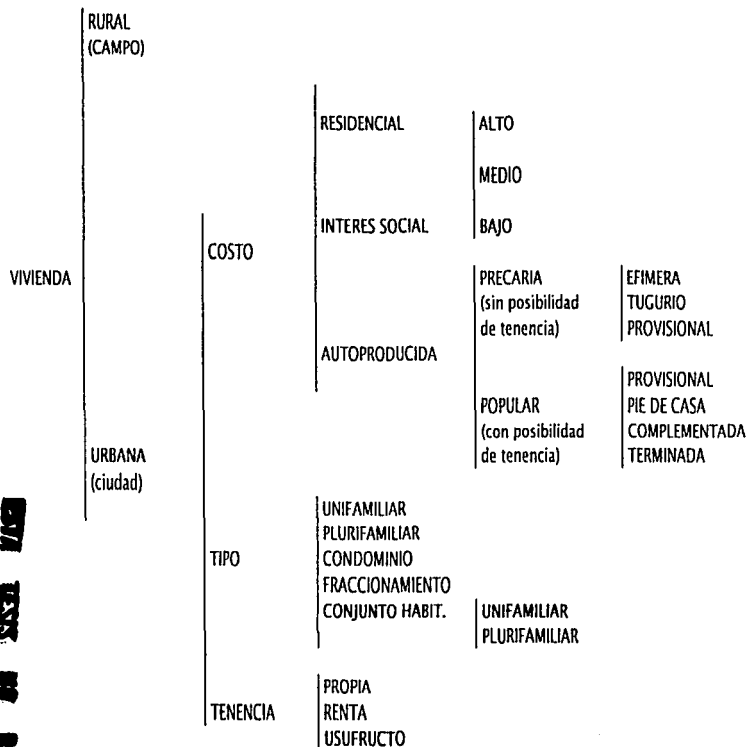 RURAL
(CAMPO)
RESIDENCIAL
ALTO
MEDIO
INTERES SOCIAL
BAJO
COSTO
VIVIENDA
PRECARIA
(sin posibilidad
de tenencia)
EFIMERA
TUGURIO
PROVISIONAL
AUTOPRODUCIDA
POPULAR
(con posibilidad
de tenencia)
PROVISIONAL
PIE DE CASA
COMPLEMENTADA
TERMINADA
URBANA
(ciudad)
TIPO
UNIFAMILIAR
PLURIFAMILIAR
CONDOMINIO
FRACCIONAMIENTO
CONJUNTO HABIT.
UNIFAMILIAR
PLURIFAMILIAR
TENENCIA
PROPIA
RENTA
USUFRUCTO